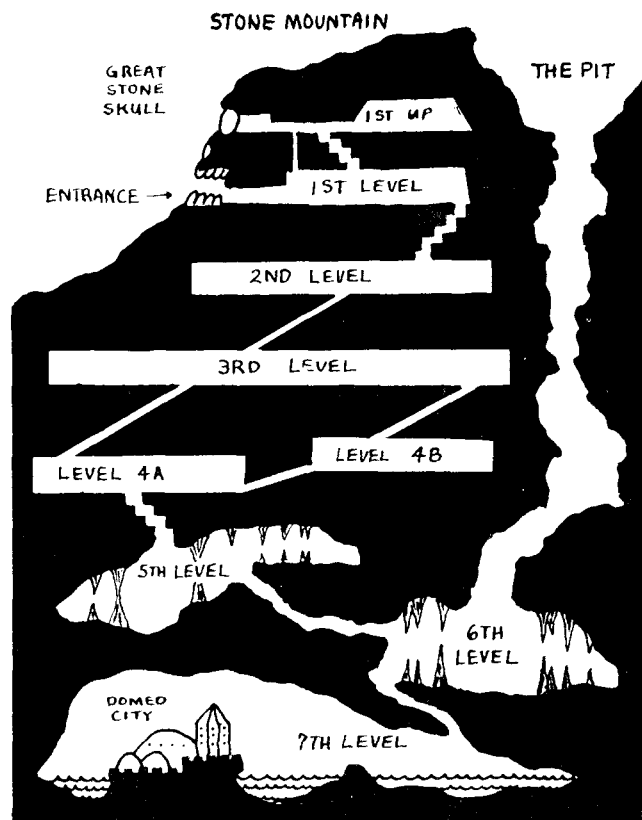 STONE MOUNTAIN
GREAT
STONE
SKULL
THE PIT
1ST UP
ENTRANCE →
1ST LEVEL
2ND LEVEL
3RD LEVEL
LEVEL 4A
LEVEL 4B
5TH LEVEL
6TH
LEVEL
DOMED
CITY
7TH LEVEL